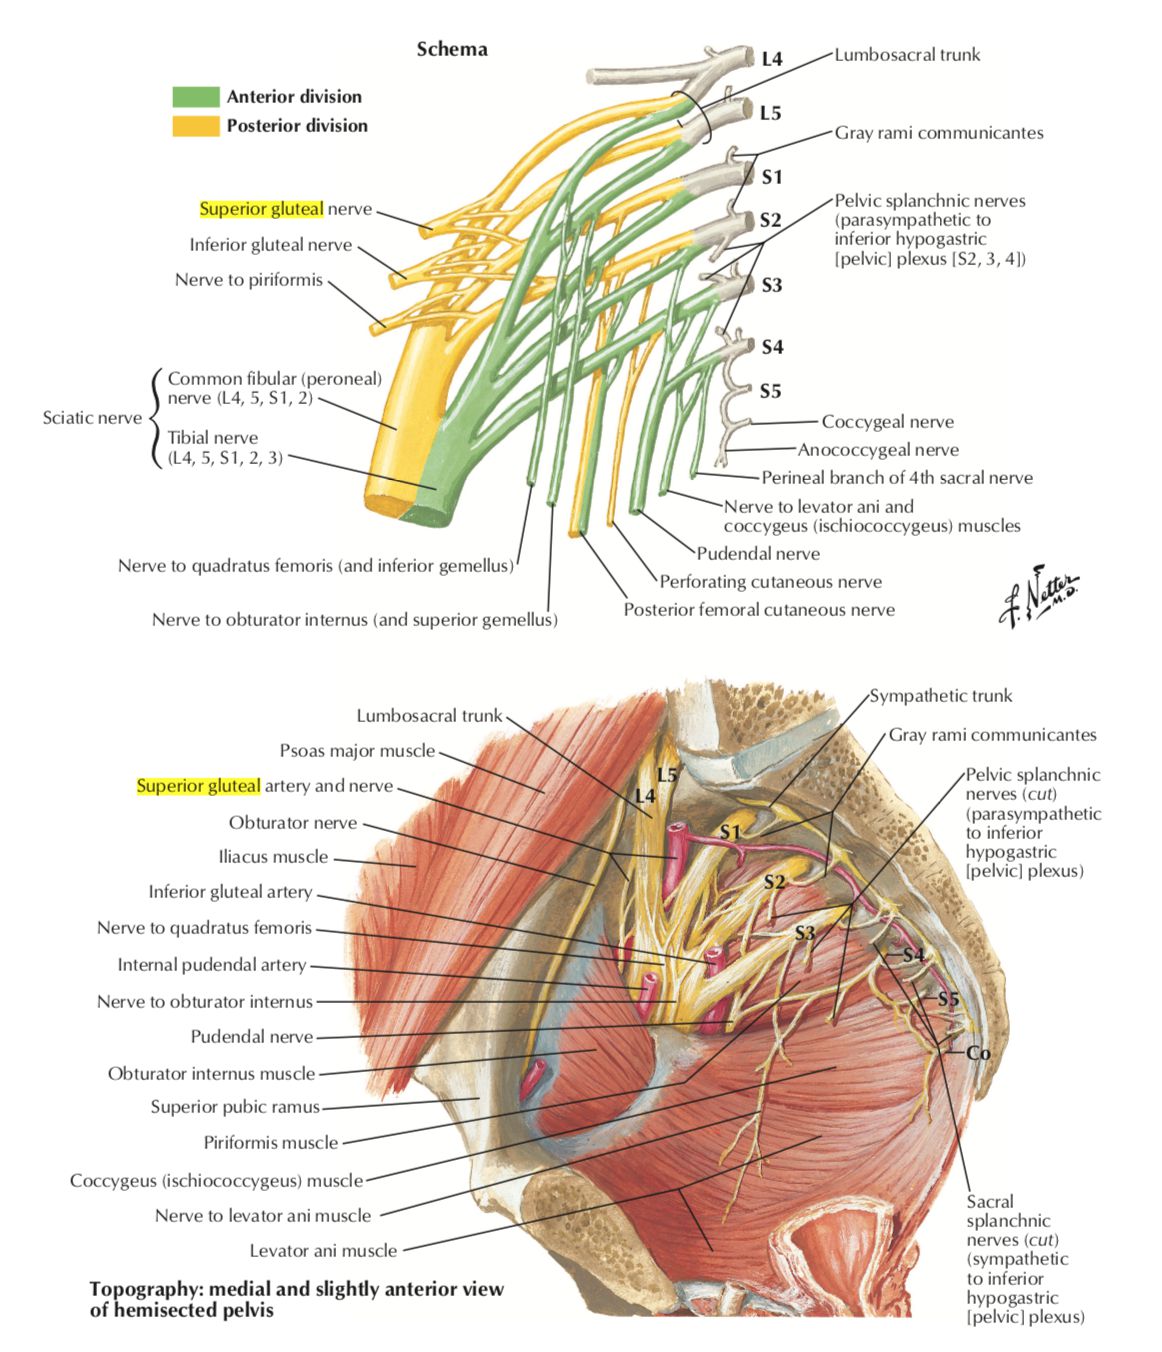 Schema
Anterior division
Posterior division
L4
L5
S1
S2
S3
S4
S5
Lumbosacral trunk
Gray rami communicantes
Pelvic splanchnic nerves
(parasympathetic to
inferior hypogastric
[pelvic] plexus [S2, 3, 4])
Superior gluteal nerve
Inferior gluteal nerve
Nerve to piriformis
Sciatic nerve
Common fibular (peroneal)
nerve (L4, 5, S1, 2)
Tibial nerve
(L4, 5, S1, 2, 3)
Coccygeal nerve
Anococcygeal nerve
Perineal branch of 4th sacral nerve
Nerve to levator ani and
coccygeus (ischiococcygeus) muscles
Pudendal nerve
Perforating cutaneous nerve
Posterior femoral cutaneous nerve
Nerve to quadratus femoris (and inferior gemellus)
Nerve to obturator internus (and superior gemellus)
F. Netter
M.D.
Lumbosacral trunk
Psoas major muscle
Superior gluteal artery and nerve
Obturator nerve
Iliacus muscle
Inferior gluteal artery
Nerve to quadratus femoris
Internal pudendal artery
Nerve to obturator internus
Pudendal nerve
Obturator internus muscle
Superior pubic ramus
Piriformis muscle
Coccygeus (ischiococcygeus) muscle
Nerve to levator ani muscle
Levator ani muscle
L5
L4
S1
S2
S3
S4
S5
Co
Sympathetic trunk
Gray rami communicantes
Pelvic splanchnic
nerves (cut)
(parasympathetic
to inferior
hypogastric
[pelvic] plexus)
Sacral
splanchnic
nerves (cut)
(sympathetic
to inferior
hypogastric
[pelvic] plexus)
Topography: medial and slightly anterior view
of hemisected pelvis